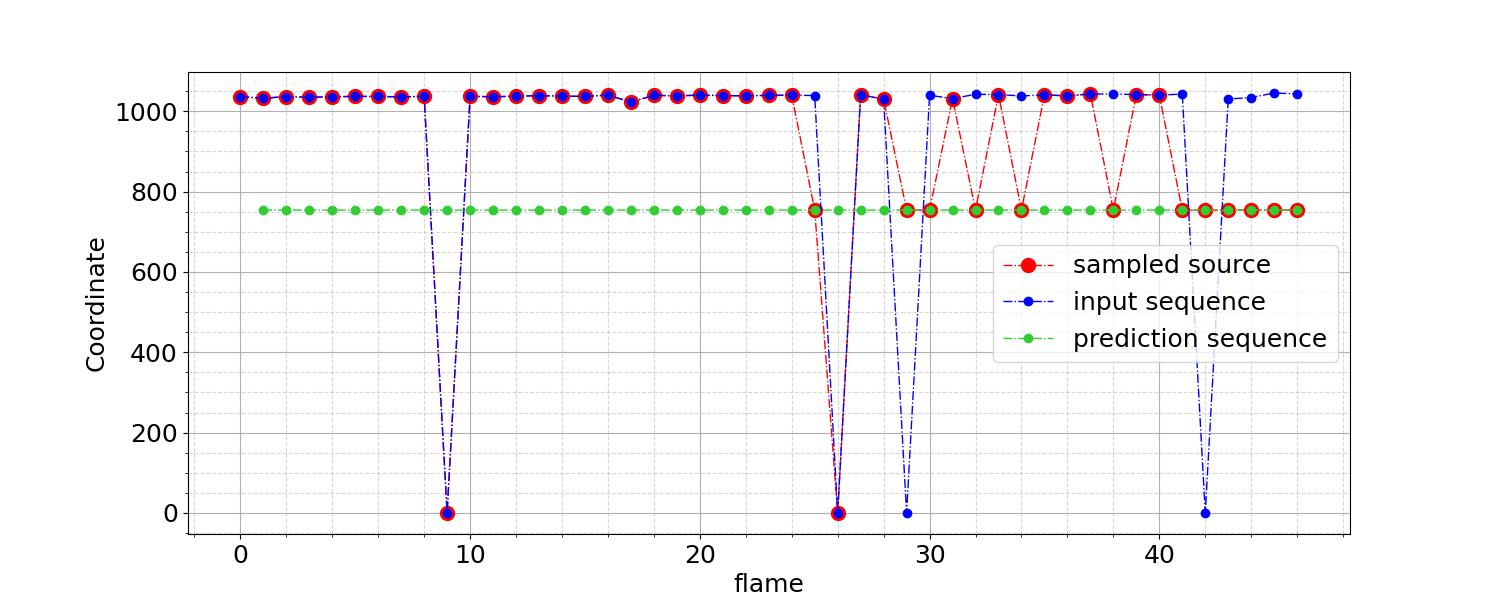 1000
800
600
400
200
0
Coordinate
sampled source
input sequence
prediction sequence
0 10 20 30 40
flame